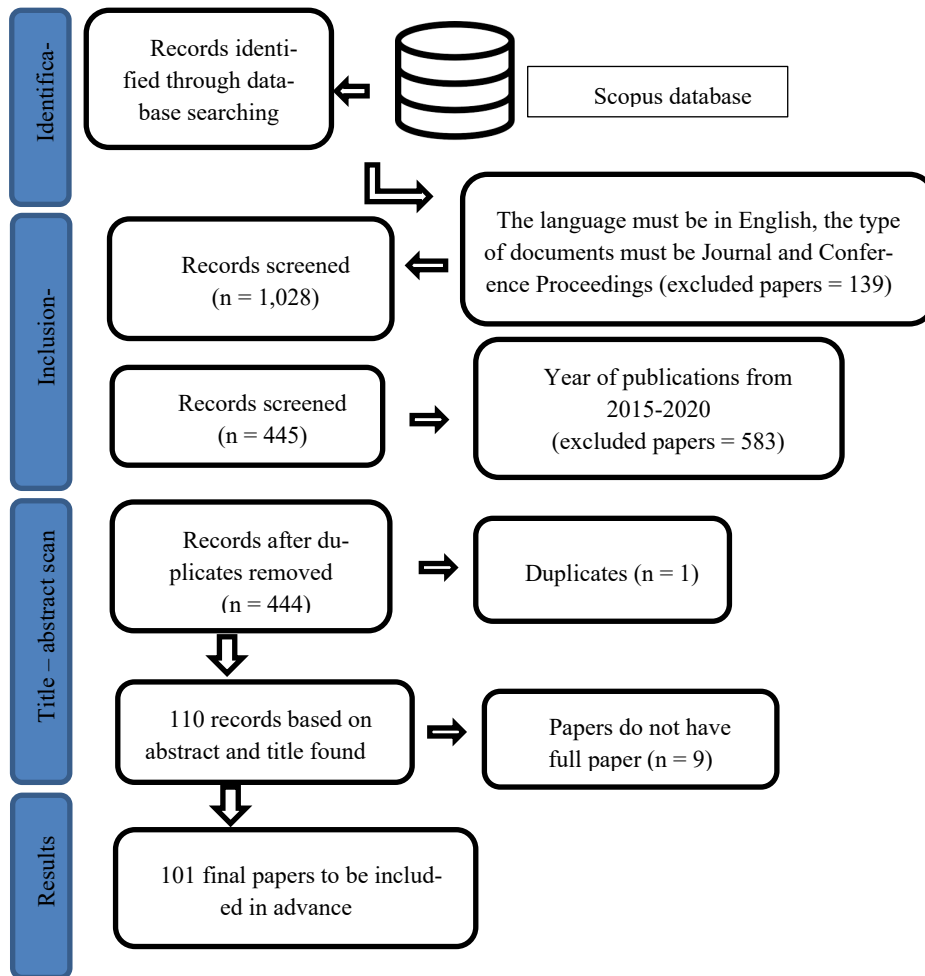 Identifica-
Records identi-
fied through data-
base searching
Scopus database
The language must be in English, the type
of documents must be Journal and Confer-
ence Proceedings (excluded papers = 139)
Inclusion-
Records screened
(n = 1,028)
Records screened
(n = 445)
Year of publications from
2015-2020
(excluded papers = 583)
Title – abstract scan
Records after du-
plicates removed
(n = 444)
Duplicates (n = 1)
110 records based on
abstract and title found
Papers do not have
full paper (n = 9)
Results
101 final papers to be includ-
ed in advance